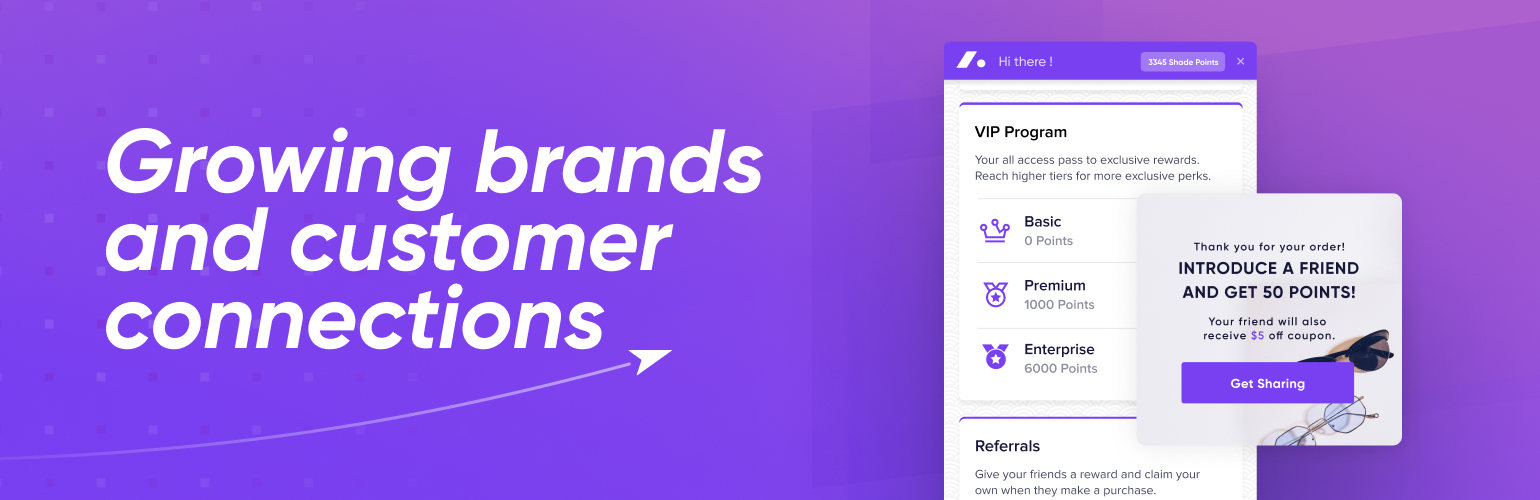 Growing brands
and customer
connections
Hi there !
3345 Shade Points
×
VIP Program
Your all access pass to exclusive rewards.
Reach higher tiers for more exclusive perks.
Basic
0 Points
Premium
1000 Points
Enterprise
6000 Points
Referrals
Give your friends a reward and claim your
own when they make a purchase.
Thank you for your order!
INTRODUCE A FRIEND
AND GET 50 POINTS!
Your friend will also
receive $5 off coupon.
Get Sharing